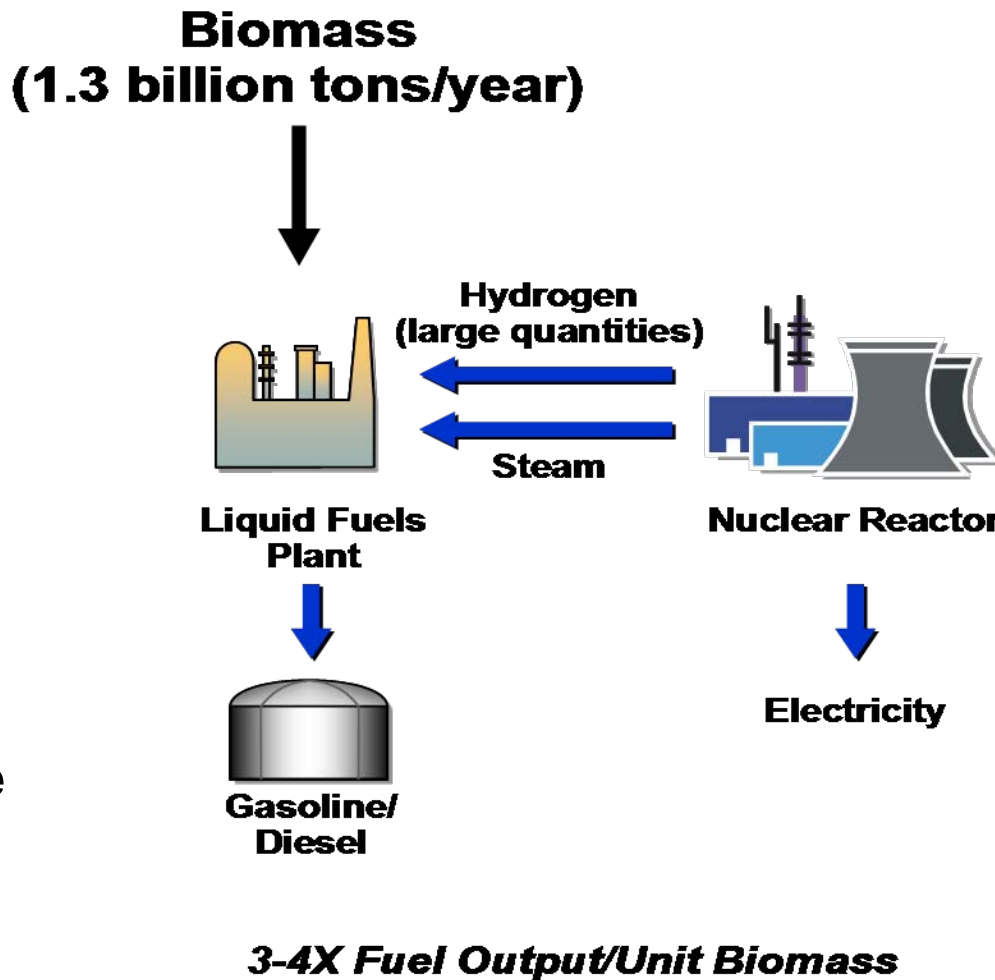 Biomass
(1.3 billion tons/year)
Hydrogen
(large quantities)
Steam
Liquid Fuels
Plant
Nuclear Reactor
Electricity
e
Gasoline/
Diesel
3-4X Fuel Output/Unit Biomass